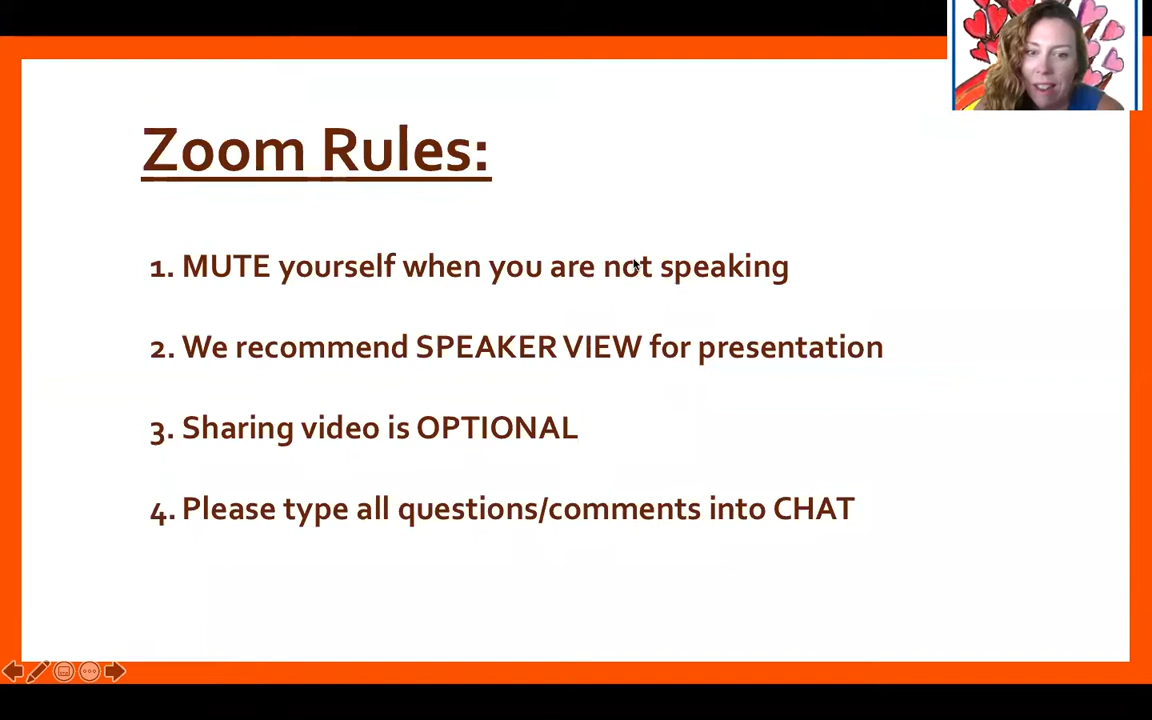 Zoom Rules:
1. MUTE yourself when you are not speaking
2. We recommend SPEAKER VIEW for presentation
3. Sharing video is OPTIONAL
4. Please type all questions/comments into CHAT